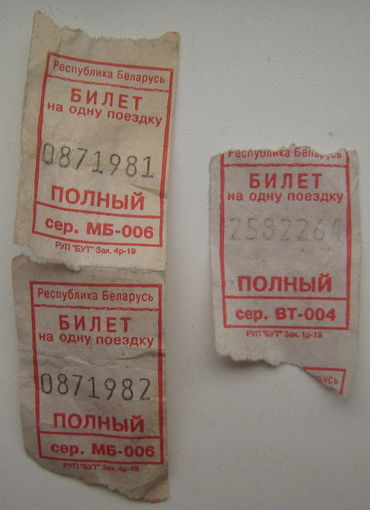 Республика Беларусь
БИЛЕТ
на одну поездку
0871981
ПОЛНЫЙ
сер. МБ-006
РУП "БУТ" Зак. 4р-19
Республика Беларусь
БИЛЕТ
на одну поездку
0871982
ПОЛНЫЙ
сер. МБ-006
РУП "БУТ" Зак. 4р-19
Республика Беларусь
БИЛЕТ
на одну поездку
2582264
ПОЛНЫЙ
сер. ВТ-004
РУП "БУТ" Зак. 1р-19